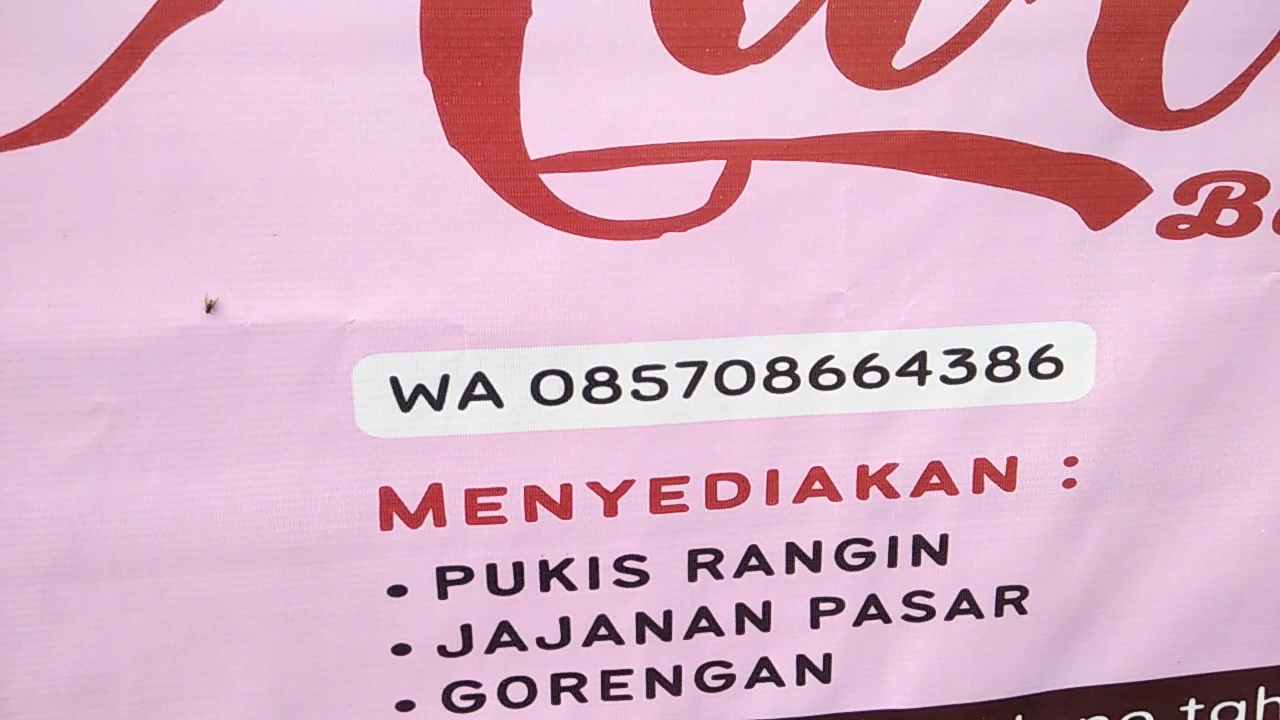 WA 085708664386
MENYEDIAKAN :
• PUKIS RANGIN
• JAJANAN PASAR
• GORENGAN